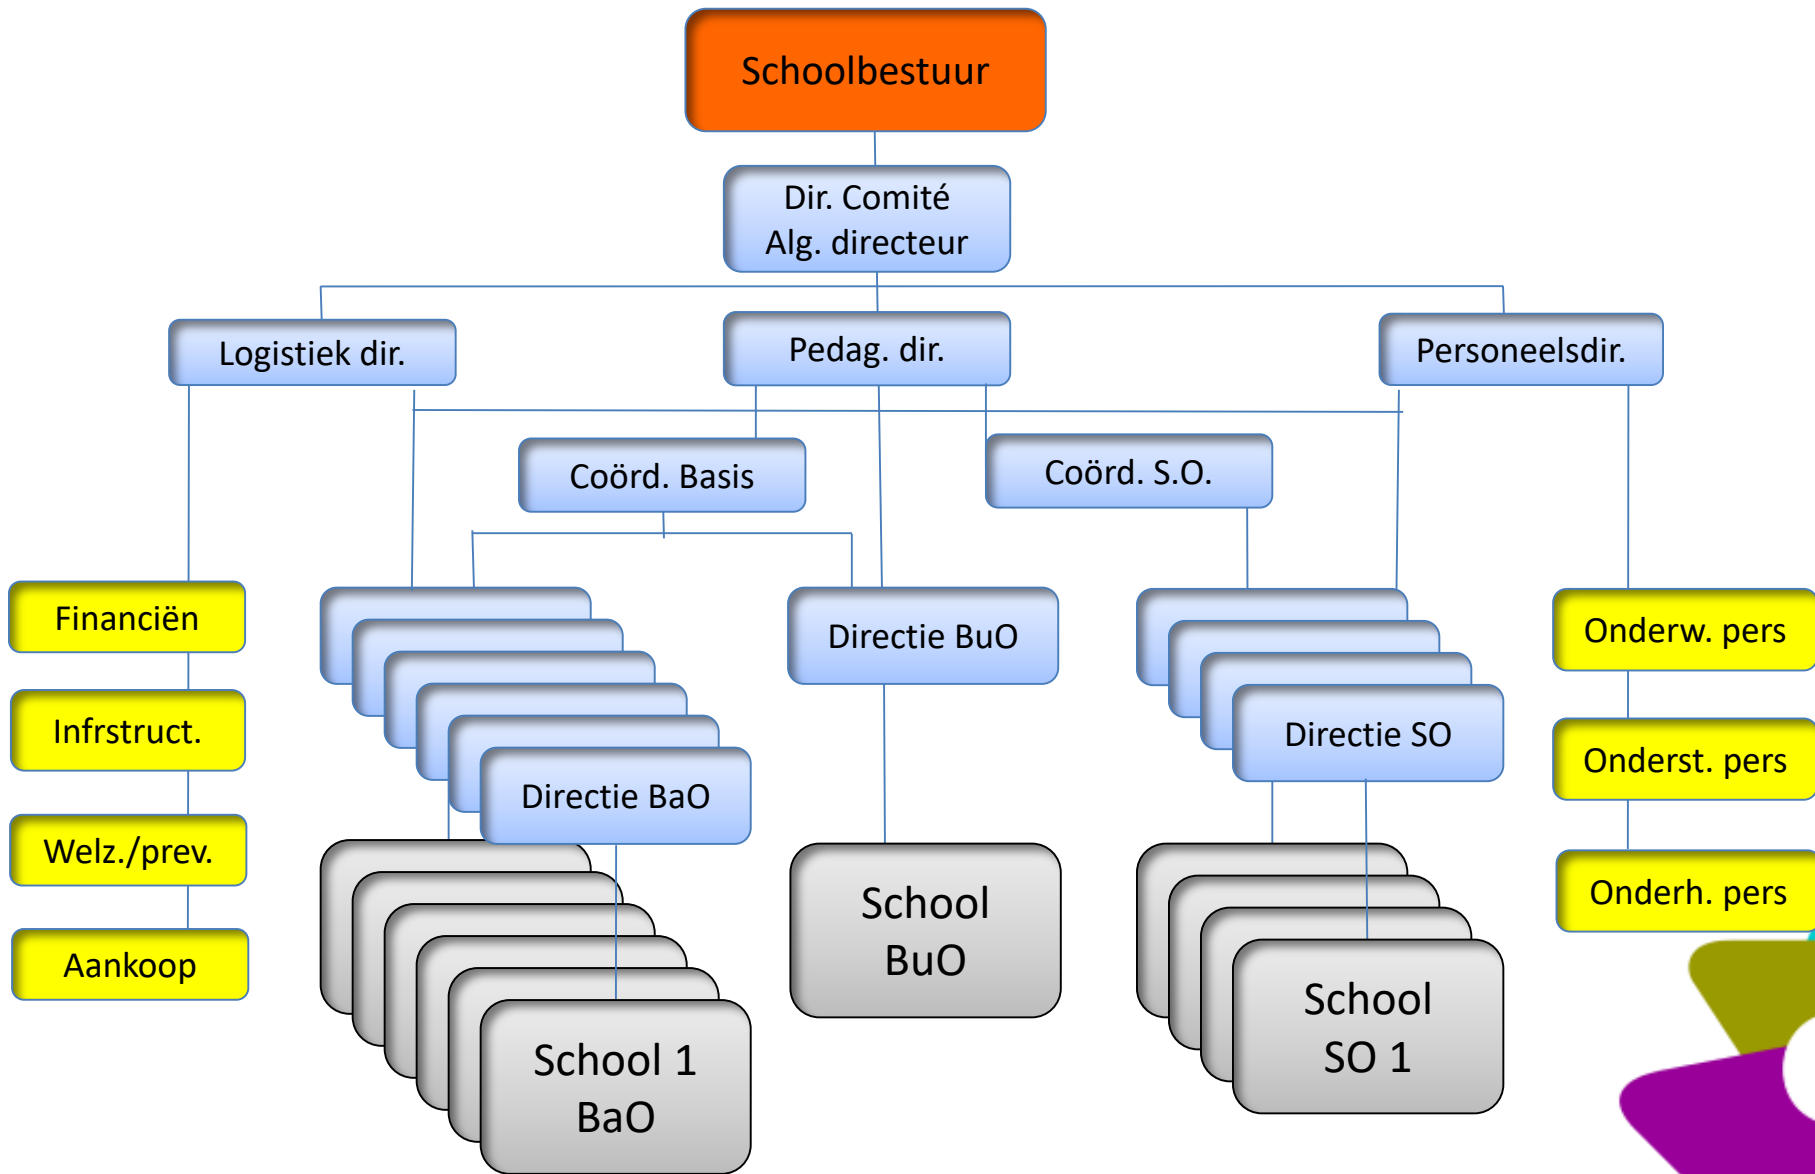 Schoolbestuur
Dir. Comité
Alg. directeur
Logistiek dir.
Pedag. dir.
Personeelsdir.
Coörd. Basis
Coörd. S.O.
Financiën
Directie BuO
Onderw. pers
Infrstruct.
Directie SO
Onderst. pers
Directie BaO
Welz./prev.
School
BuO
Onderh. pers
Aankoop
School
SO 1
School 1
BaO